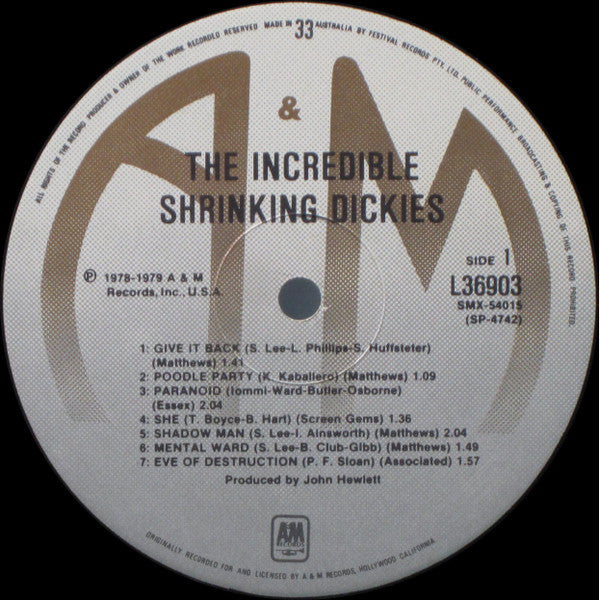 ALL RIGHTS OF THE RECORD PRODUCER & OWNER OF THE WORK RECORDED RESERVED MADE IN 33 AUSTRALIA BY FESTIVAL RECORDS PTY. LTD. PUBLIC PERFORMANCE BROADCASTING & COPYING OF THIS RECORD PROHIBITED.
A & M
THE INCREDIBLE
SHRINKING DICKIES
SIDE 1
L36903
SMX-54015
(SP-4742)
℗ 1978-1979 A & M
Records, Inc., U.S.A.
1: GIVE IT BACK (S. Lee-L. Phillips-S. Huffsteter)
(Matthews) 1.41
2: POODLE PARTY (K. Kaballero) (Matthews) 1.09
3: PARANOID (Iommi-Ward-Butler-Osborne)
(Essex) 2.04
4: SHE (T. Boyce-B. Hart) (Screen Gems) 1.36
5: SHADOW MAN (S. Lee-I. Ainsworth) (Matthews) 2.04
6: MENTAL WARD (S. Lee-B. Club-Gibb) (Matthews) 1.49
7: EVE OF DESTRUCTION (P. F. Sloan) (Associated) 1.57
Produced by John Hewlett
A&M
RECORDS
ORIGINALLY RECORDED FOR AND LICENSED BY A & M RECORDS, HOLLYWOOD CALIFORNIA